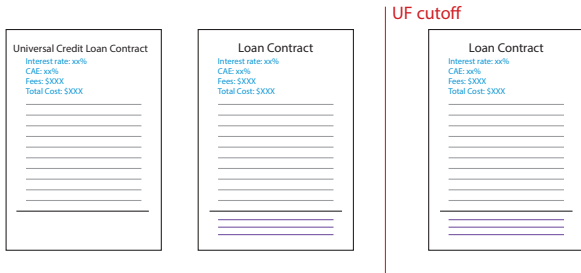 UF cutoff
Universal Credit Loan Contract
Interest rate: xx%
CAE: xx%
Fees: $XXX
Total Cost: $XXX
Loan Contract
Interest rate: xx%
CAE: xx%
Fees: $XXX
Total Cost: $XXX
Loan Contract
Interest rate: xx%
CAE: xx%
Fees: $XXX
Total Cost: $XXX